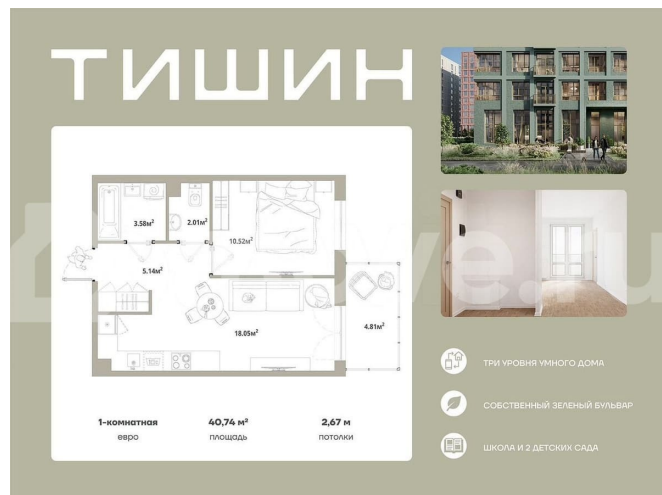 ТИШИН
3.58м²
2.01м²
10.52м²
5.14м²
18.05м²
4.81м²
1-комнатная
евро
40,74 м²
площадь
2,67 м
потолки
ТРИ УРОВНЯ УМНОГО ДОМА
СОБСТВЕННЫЙ ЗЕЛЕНЫЙ БУЛЬВАР
ШКОЛА И 2 ДЕТСКИХ САДА